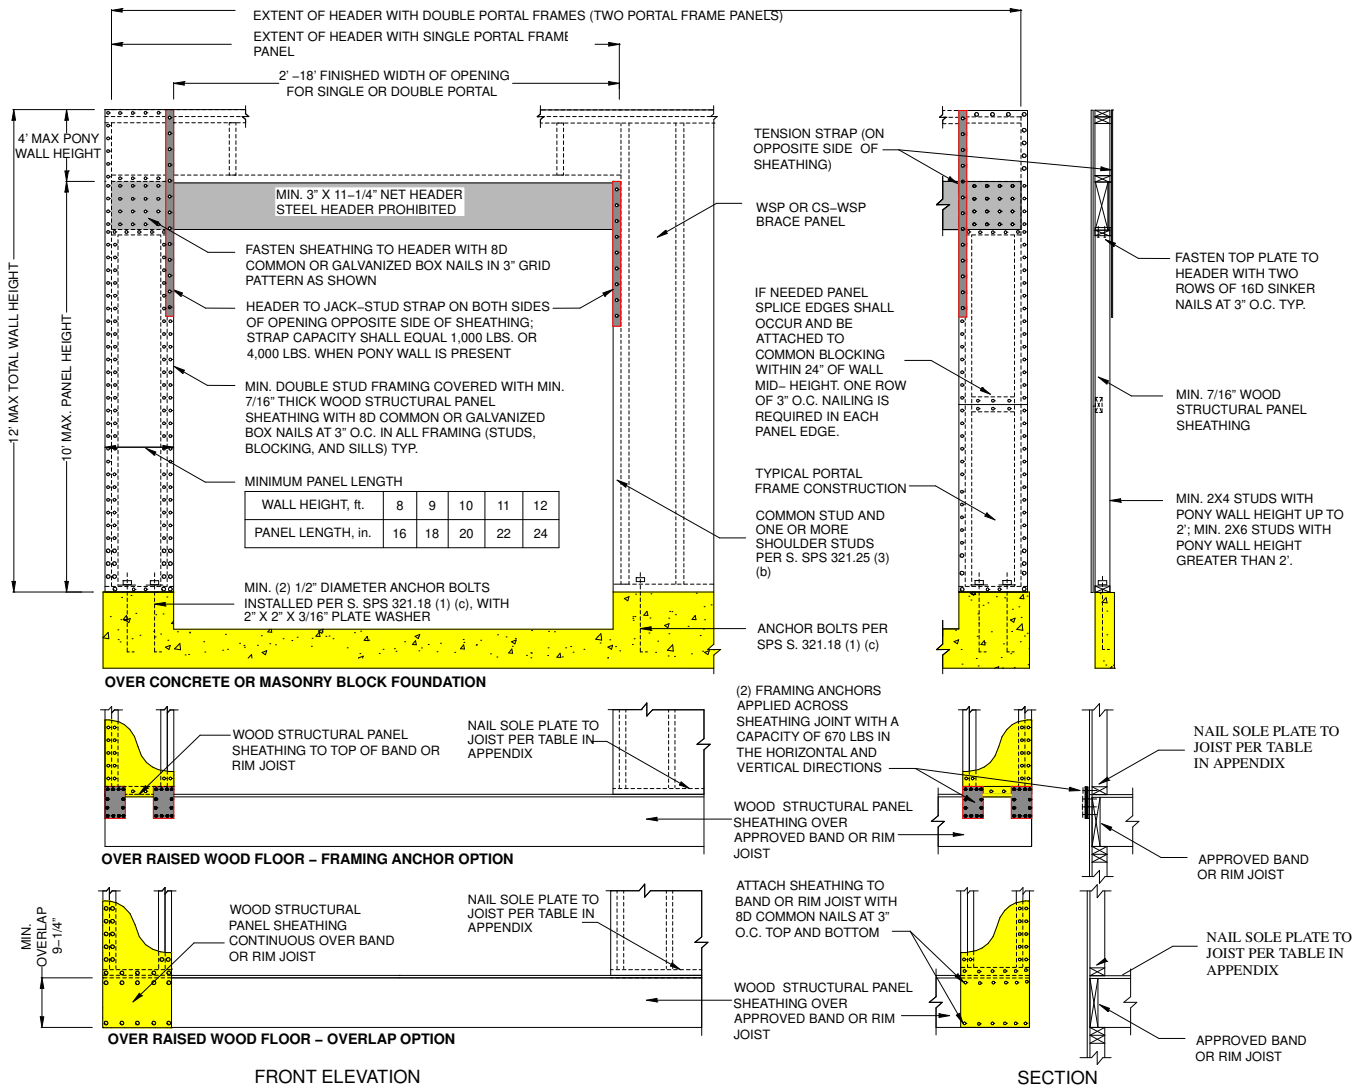 EXTENT OF HEADER WITH DOUBLE PORTAL FRAMES (TWO PORTAL FRAME PANELS)
EXTENT OF HEADER WITH SINGLE PORTAL FRAME
PANEL
2' –18' FINISHED WIDTH OF OPENING
FOR SINGLE OR DOUBLE PORTAL
4' MAX PONY
WALL HEIGHT
12' MAX TOTAL WALL HEIGHT
10' MAX. PANEL HEIGHT
MIN. 3" X 11–1/4" NET HEADER
STEEL HEADER PROHIBITED
FASTEN SHEATHING TO HEADER WITH 8D
COMMON OR GALVANIZED BOX NAILS IN 3" GRID
PATTERN AS SHOWN
HEADER TO JACK–STUD STRAP ON BOTH SIDES
OF OPENING OPPOSITE SIDE OF SHEATHING;
STRAP CAPACITY SHALL EQUAL 1,000 LBS. OR
4,000 LBS. WHEN PONY WALL IS PRESENT
MIN. DOUBLE STUD FRAMING COVERED WITH MIN.
7/16" THICK WOOD STRUCTURAL PANEL
SHEATHING WITH 8D COMMON OR GALVANIZED
BOX NAILS AT 3" O.C. IN ALL FRAMING (STUDS,
BLOCKING, AND SILLS) TYP.
MINIMUM PANEL LENGTH
WALL HEIGHT, ft. 8 9 10 11 12
PANEL LENGTH, in. 16 18 20 22 24
MIN. (2) 1/2" DIAMETER ANCHOR BOLTS
INSTALLED PER S. SPS 321.18 (1) (c), WITH
2" X 2" X 3/16" PLATE WASHER
TENSION STRAP (ON
OPPOSITE SIDE OF
SHEATHING)
WSP OR CS–WSP
BRACE PANEL
IF NEEDED PANEL
SPLICE EDGES SHALL
OCCUR AND BE
ATTACHED TO
COMMON BLOCKING
WITHIN 24" OF WALL
MID– HEIGHT. ONE ROW
OF 3" O.C. NAILING IS
REQUIRED IN EACH
PANEL EDGE.
TYPICAL PORTAL
FRAME CONSTRUCTION
COMMON STUD AND
ONE OR MORE
SHOULDER STUDS
PER S. SPS 321.25 (3)
(b)
ANCHOR BOLTS PER
SPS S. 321.18 (1) (c)
FASTEN TOP PLATE TO
HEADER WITH TWO
ROWS OF 16D SINKER
NAILS AT 3" O.C. TYP.
MIN. 7/16" WOOD
STRUCTURAL PANEL
SHEATHING
MIN. 2X4 STUDS WITH
PONY WALL HEIGHT UP TO
2'; MIN. 2X6 STUDS WITH
PONY WALL HEIGHT
GREATER THAN 2'.
OVER CONCRETE OR MASONRY BLOCK FOUNDATION
WOOD STRUCTURAL PANEL
SHEATHING TO TOP OF BAND OR
RIM JOIST
NAIL SOLE PLATE TO
JOIST PER TABLE IN
APPENDIX
(2) FRAMING ANCHORS
APPLIED ACROSS
SHEATHING JOINT WITH A
CAPACITY OF 670 LBS IN
THE HORIZONTAL AND
VERTICAL DIRECTIONS
WOOD STRUCTURAL PANEL
SHEATHING OVER
APPROVED BAND OR RIM
JOIST
NAIL SOLE PLATE TO
JOIST PER TABLE
IN APPENDIX
APPROVED BAND
OR RIM JOIST
OVER RAISED WOOD FLOOR – FRAMING ANCHOR OPTION
MIN.
OVERLAP
9–1/4"
WOOD STRUCTURAL
PANEL SHEATHING
CONTINUOUS OVER BAND
OR RIM JOIST
NAIL SOLE PLATE TO
JOIST PER TABLE IN
APPENDIX
ATTACH SHEATHING TO
BAND OR RIM JOIST WITH
8D COMMON NAILS AT 3"
O.C. TOP AND BOTTOM
WOOD STRUCTURAL PANEL
SHEATHING OVER
APPROVED BAND OR RIM
JOIST
NAIL SOLE PLATE TO
JOIST PER TABLE IN
APPENDIX
APPROVED BAND
OR RIM JOIST
OVER RAISED WOOD FLOOR – OVERLAP OPTION
FRONT ELEVATION
SECTION